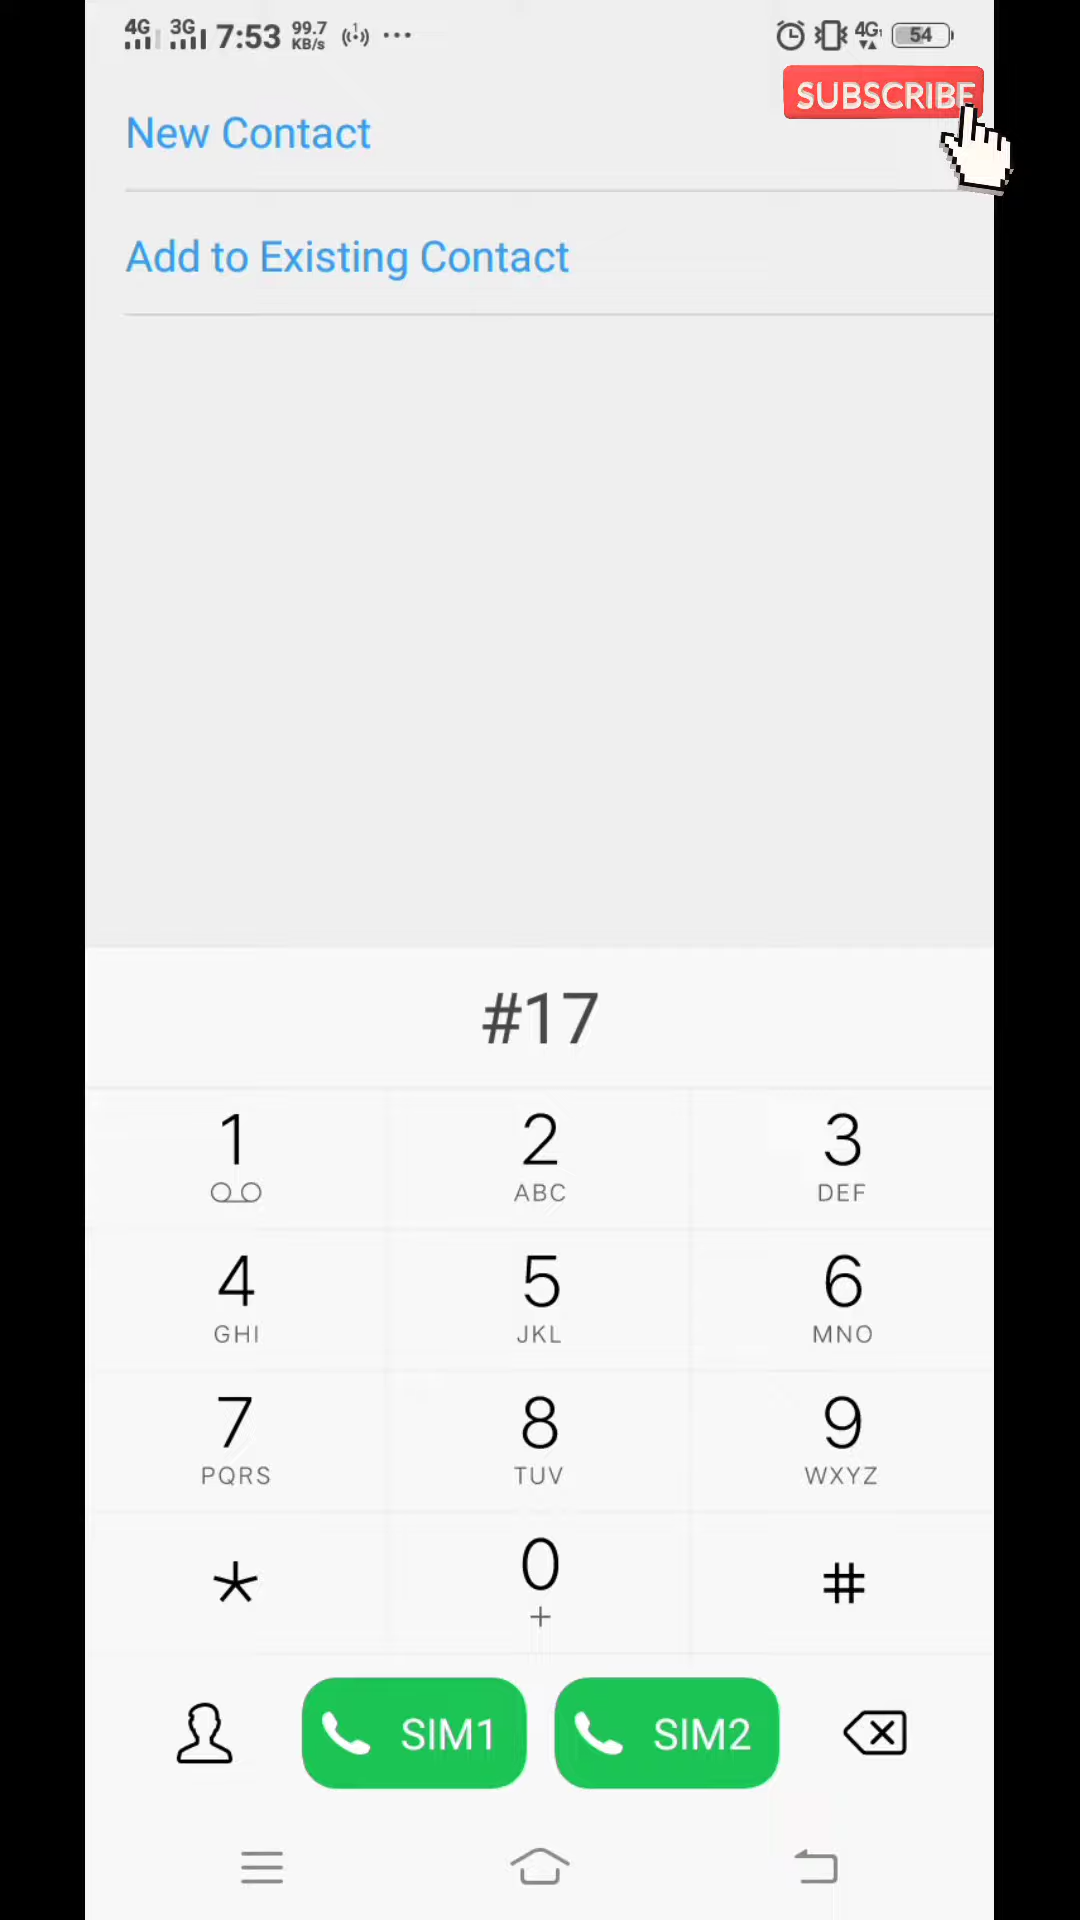 4G 3G 7:53 99.7 KB/s 4G 54
SUBSCRIBE
New Contact
Add to Existing Contact
#17
1 2 3
ABC DEF
4 5 6
GHI JKL MNO
7 8 9
PQRS TUV WXYZ
* 0 #
+
SIM1 SIM2